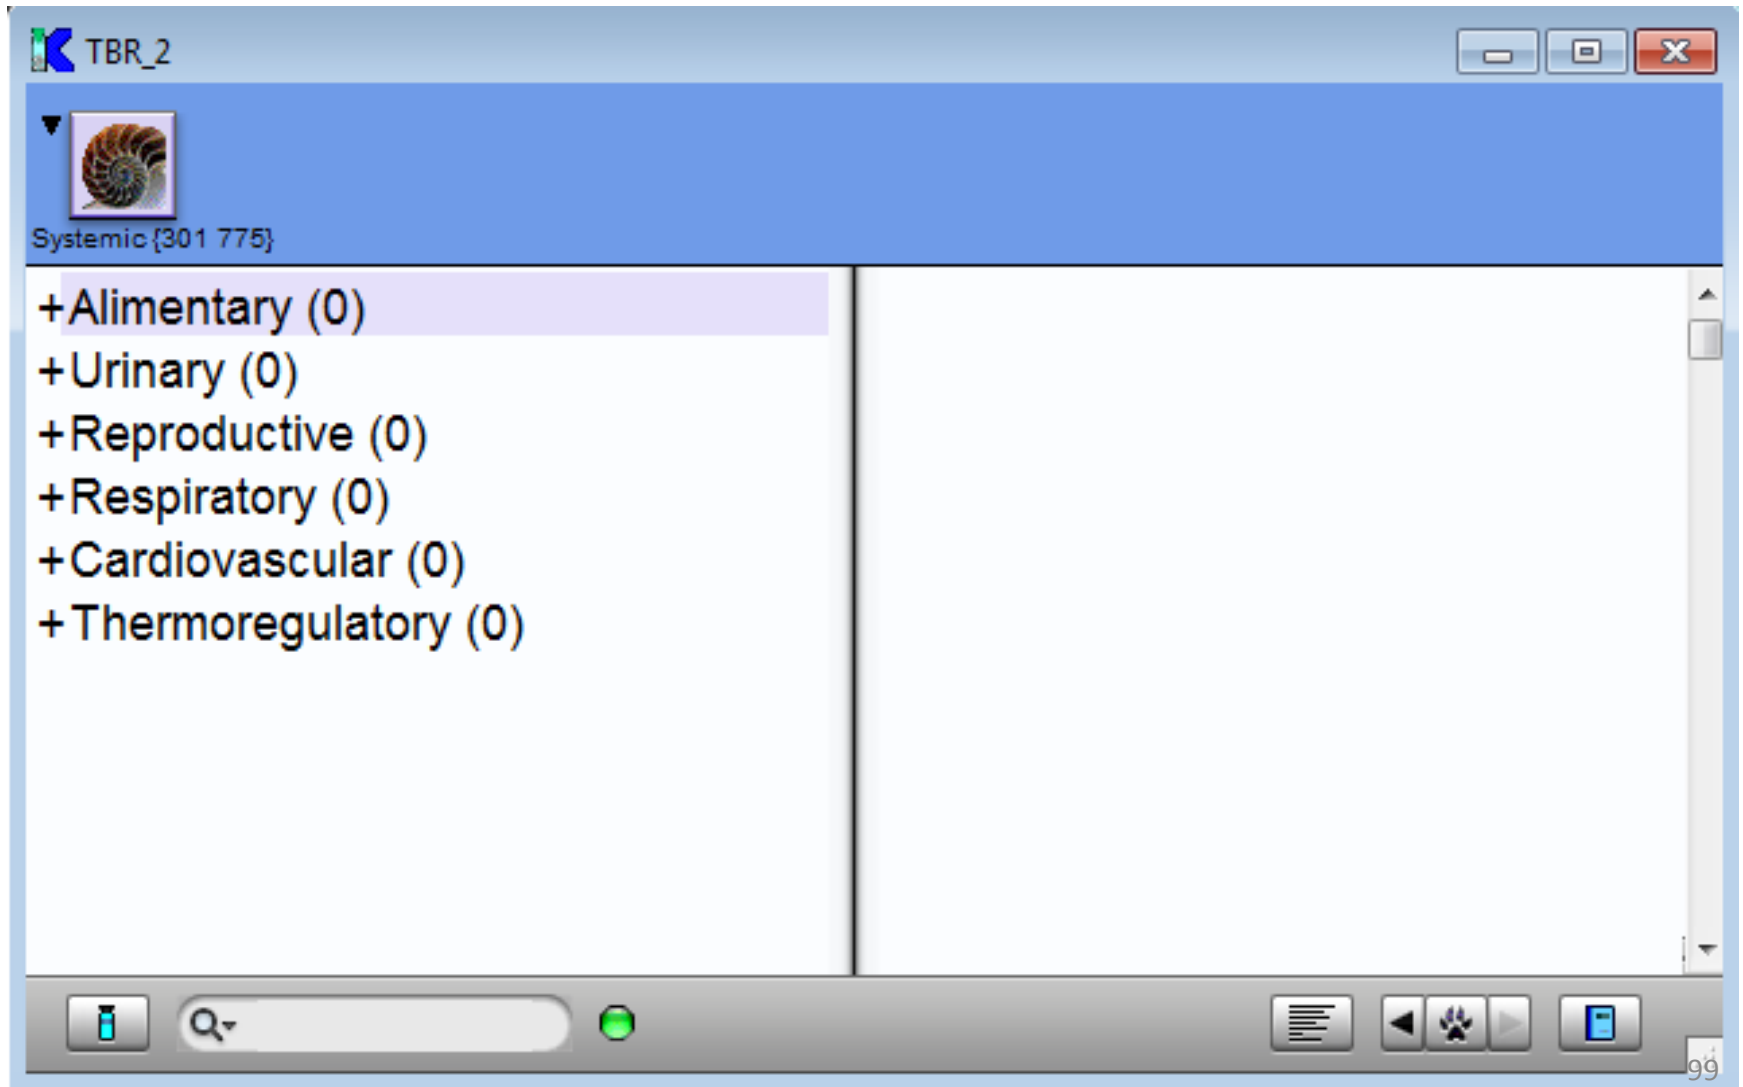 TBR_2
Systemic {301 775}
+Alimentary (0)
+Urinary (0)
+Reproductive (0)
+Respiratory (0)
+Cardiovascular (0)
+Thermoregulatory (0)
99